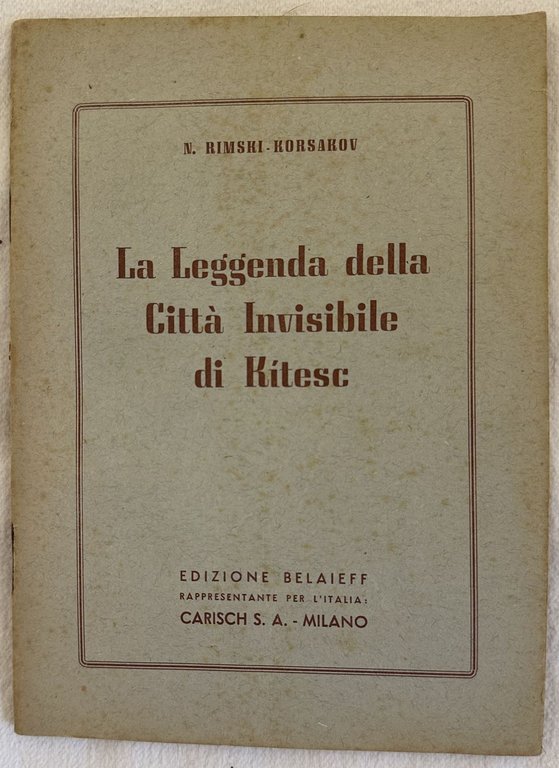 N. RIMSKI-KORSAKOV
La Leggenda della
Città Invisibile
di Kítesc
EDIZIONE BELAIEFF
RAPPRESENTANTE PER L'ITALIA:
CARISCH S. A. - MILANO